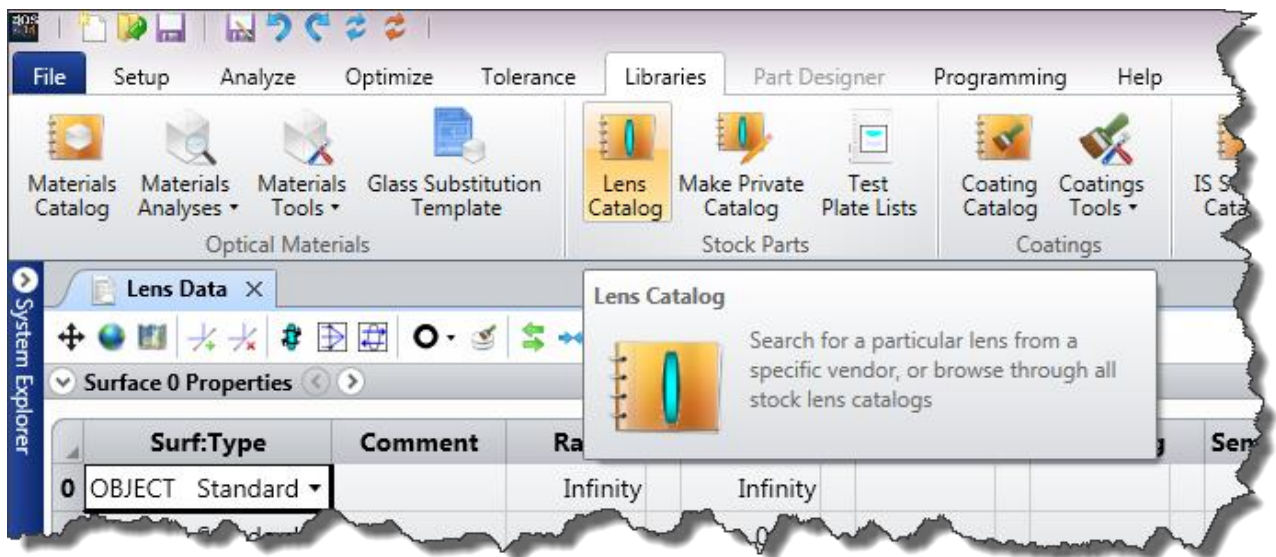 File Setup Analyze Optimize Tolerance Libraries Part Designer Programming Help
Materials Catalog
Materials Analyses
Materials Tools
Glass Substitution Template
Lens Catalog
Make Private Catalog
Test Plate Lists
Coating Catalog
Coatings Tools
Optical Materials
Stock Parts
Coatings
System Explorer
Lens Data
Surface 0 Properties
Lens Catalog
Search for a particular lens from a
specific vendor, or browse through all
stock lens catalogs
Surf:Type Comment
0 OBJECT Standard Infinity Infinity